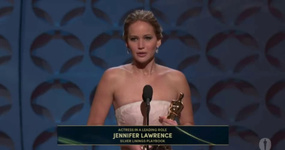 ACTRESS IN A LEADING ROLE
JENNIFER LAWRENCE
SILVER LININGS PLAYBOOK